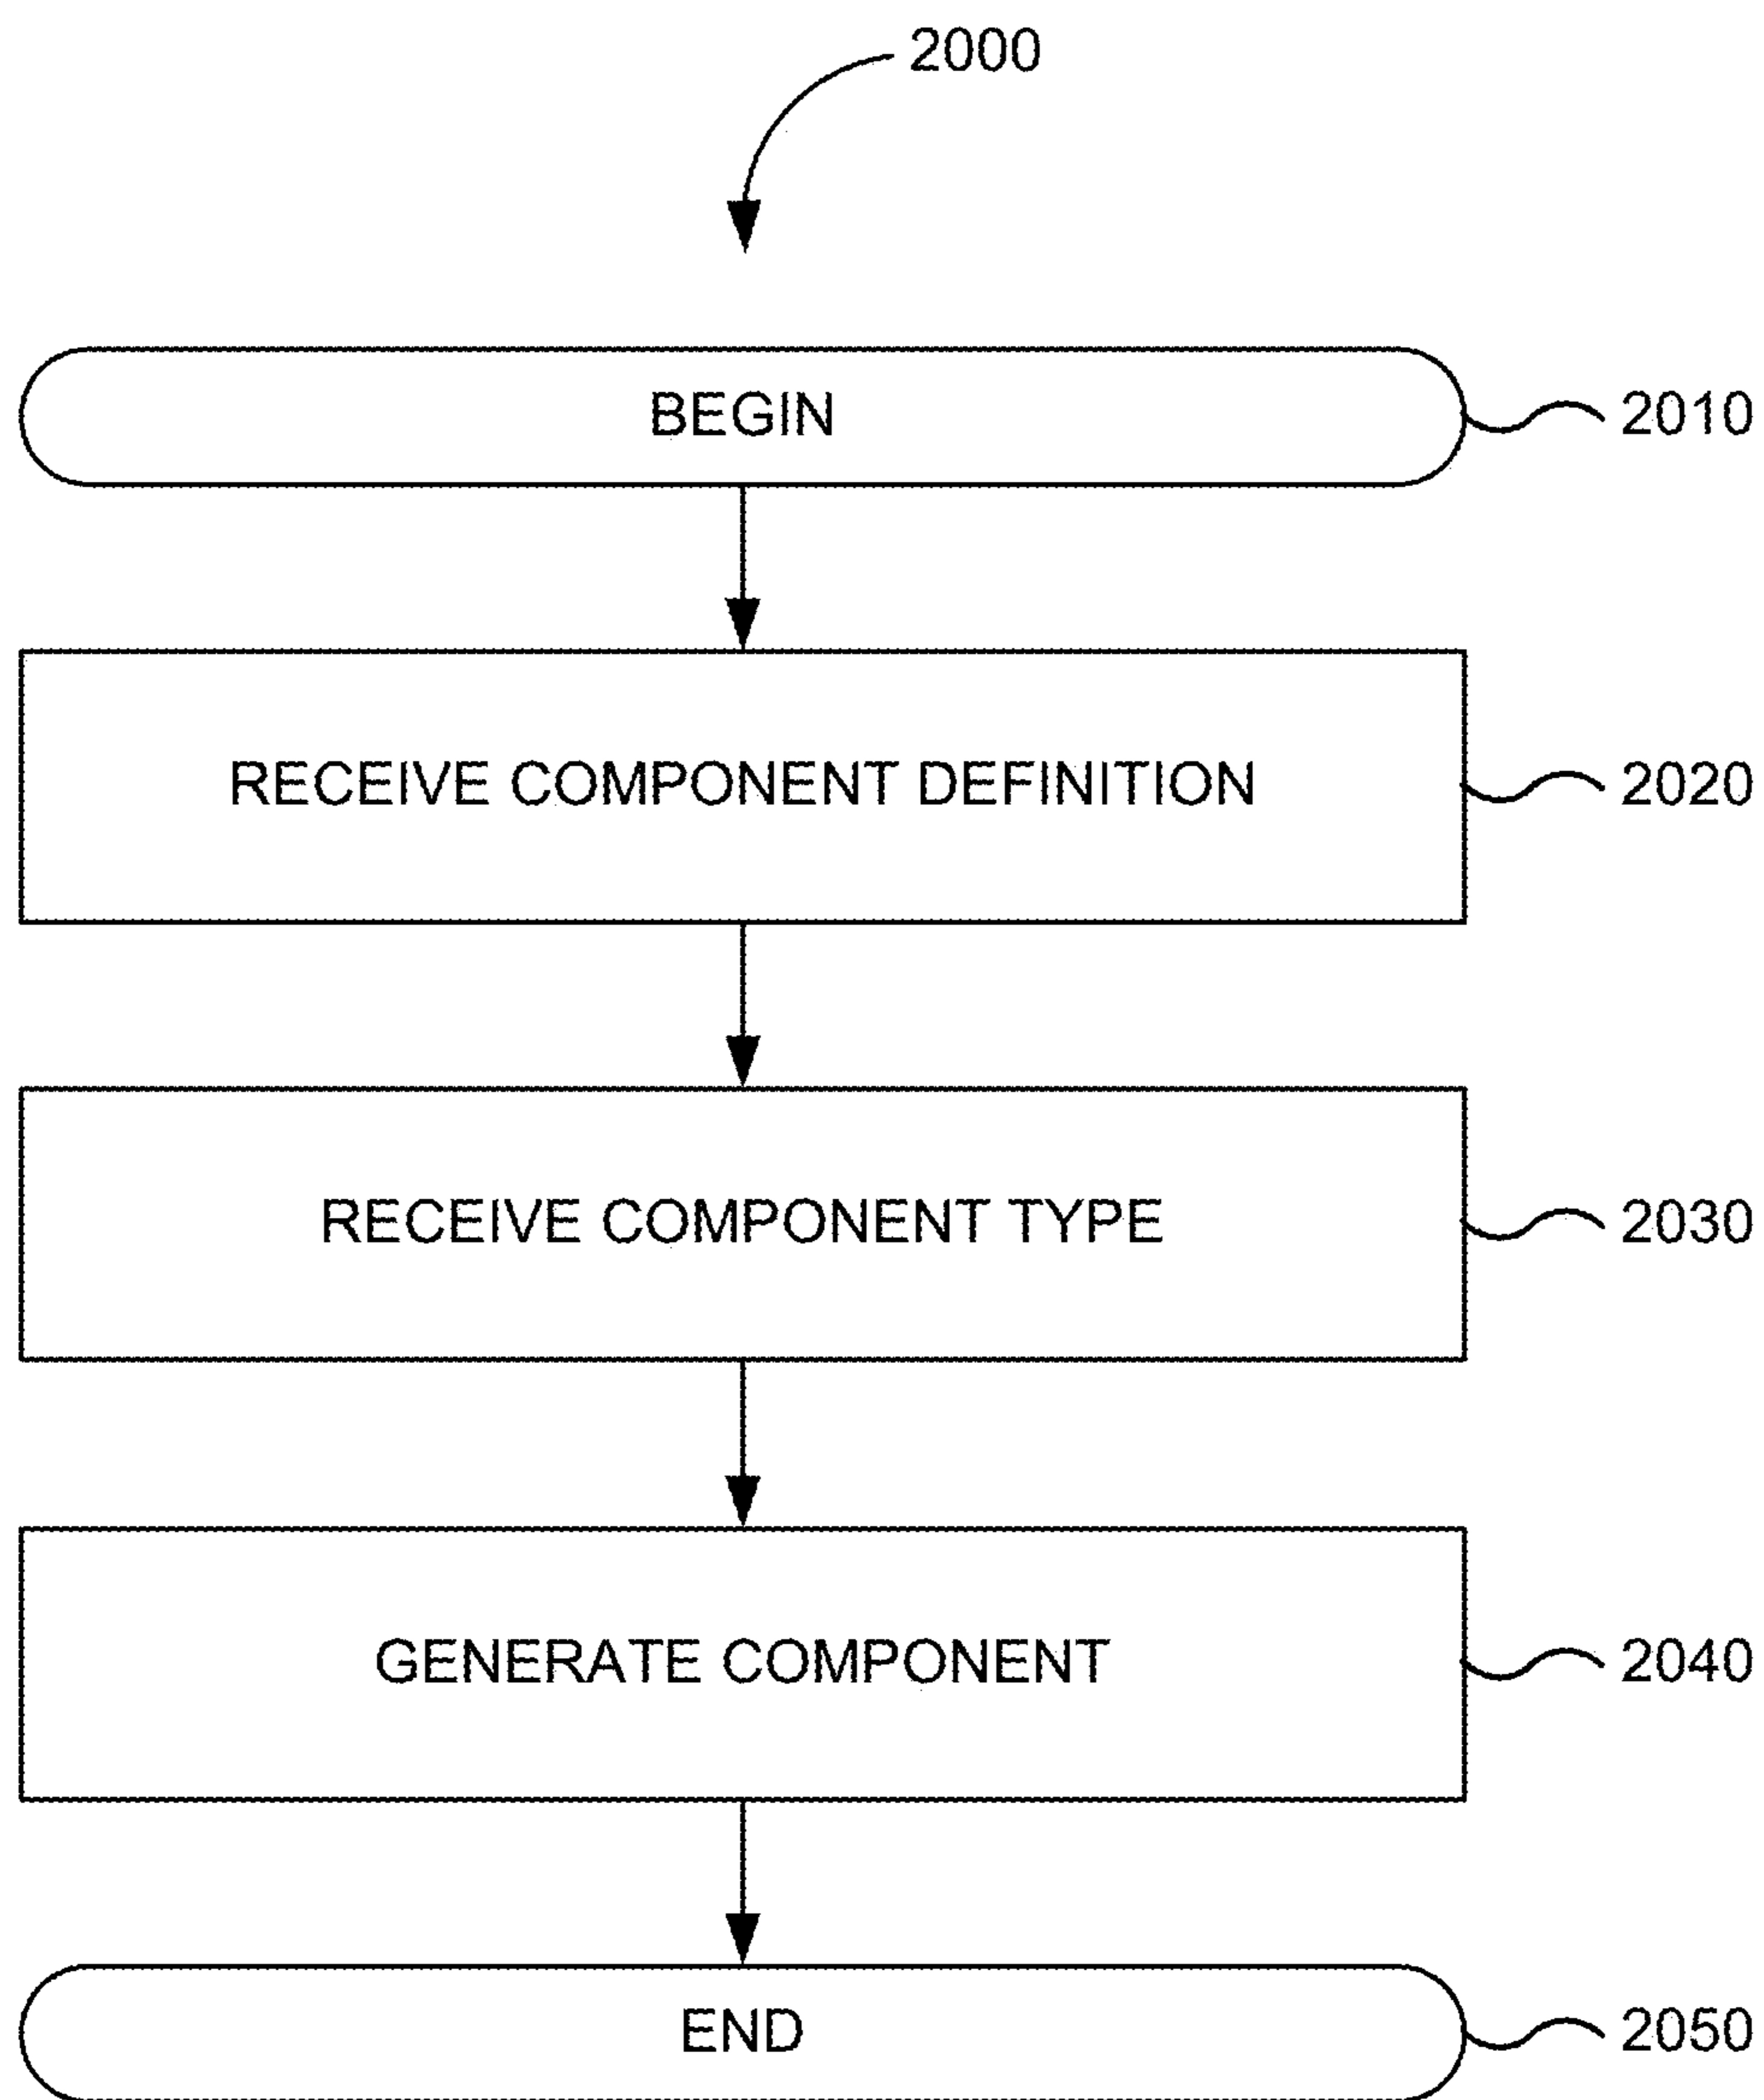 2000
BEGIN
2010
RECEIVE COMPONENT DEFINITION
2020
RECEIVE COMPONENT TYPE
2030
GENERATE COMPONENT
2040
END
2050